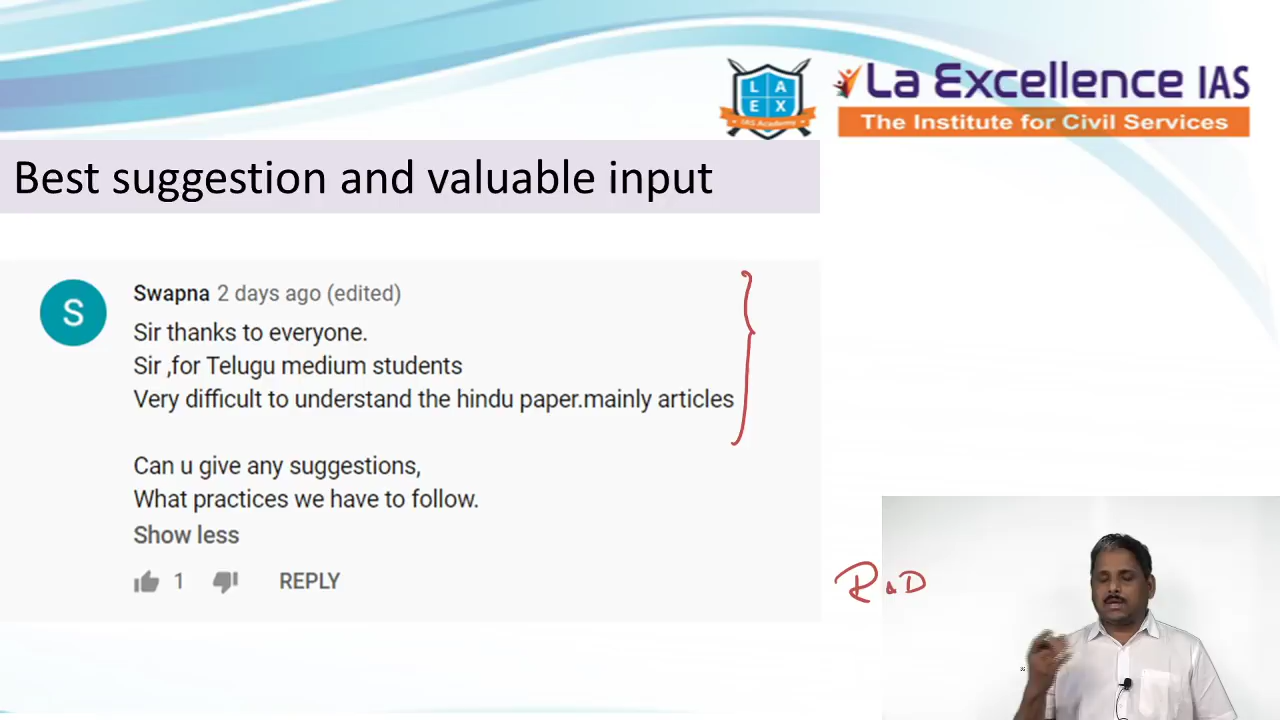 L A
E X
IAS Academy
La Excellence IAS
The Institute for Civil Services
Best suggestion and valuable input
S
Swapna 2 days ago (edited)
Sir thanks to everyone.
Sir ,for Telugu medium students
Very difficult to understand the hindu paper.mainly articles
Can u give any suggestions,
What practices we have to follow.
Show less
1 REPLY
R & D